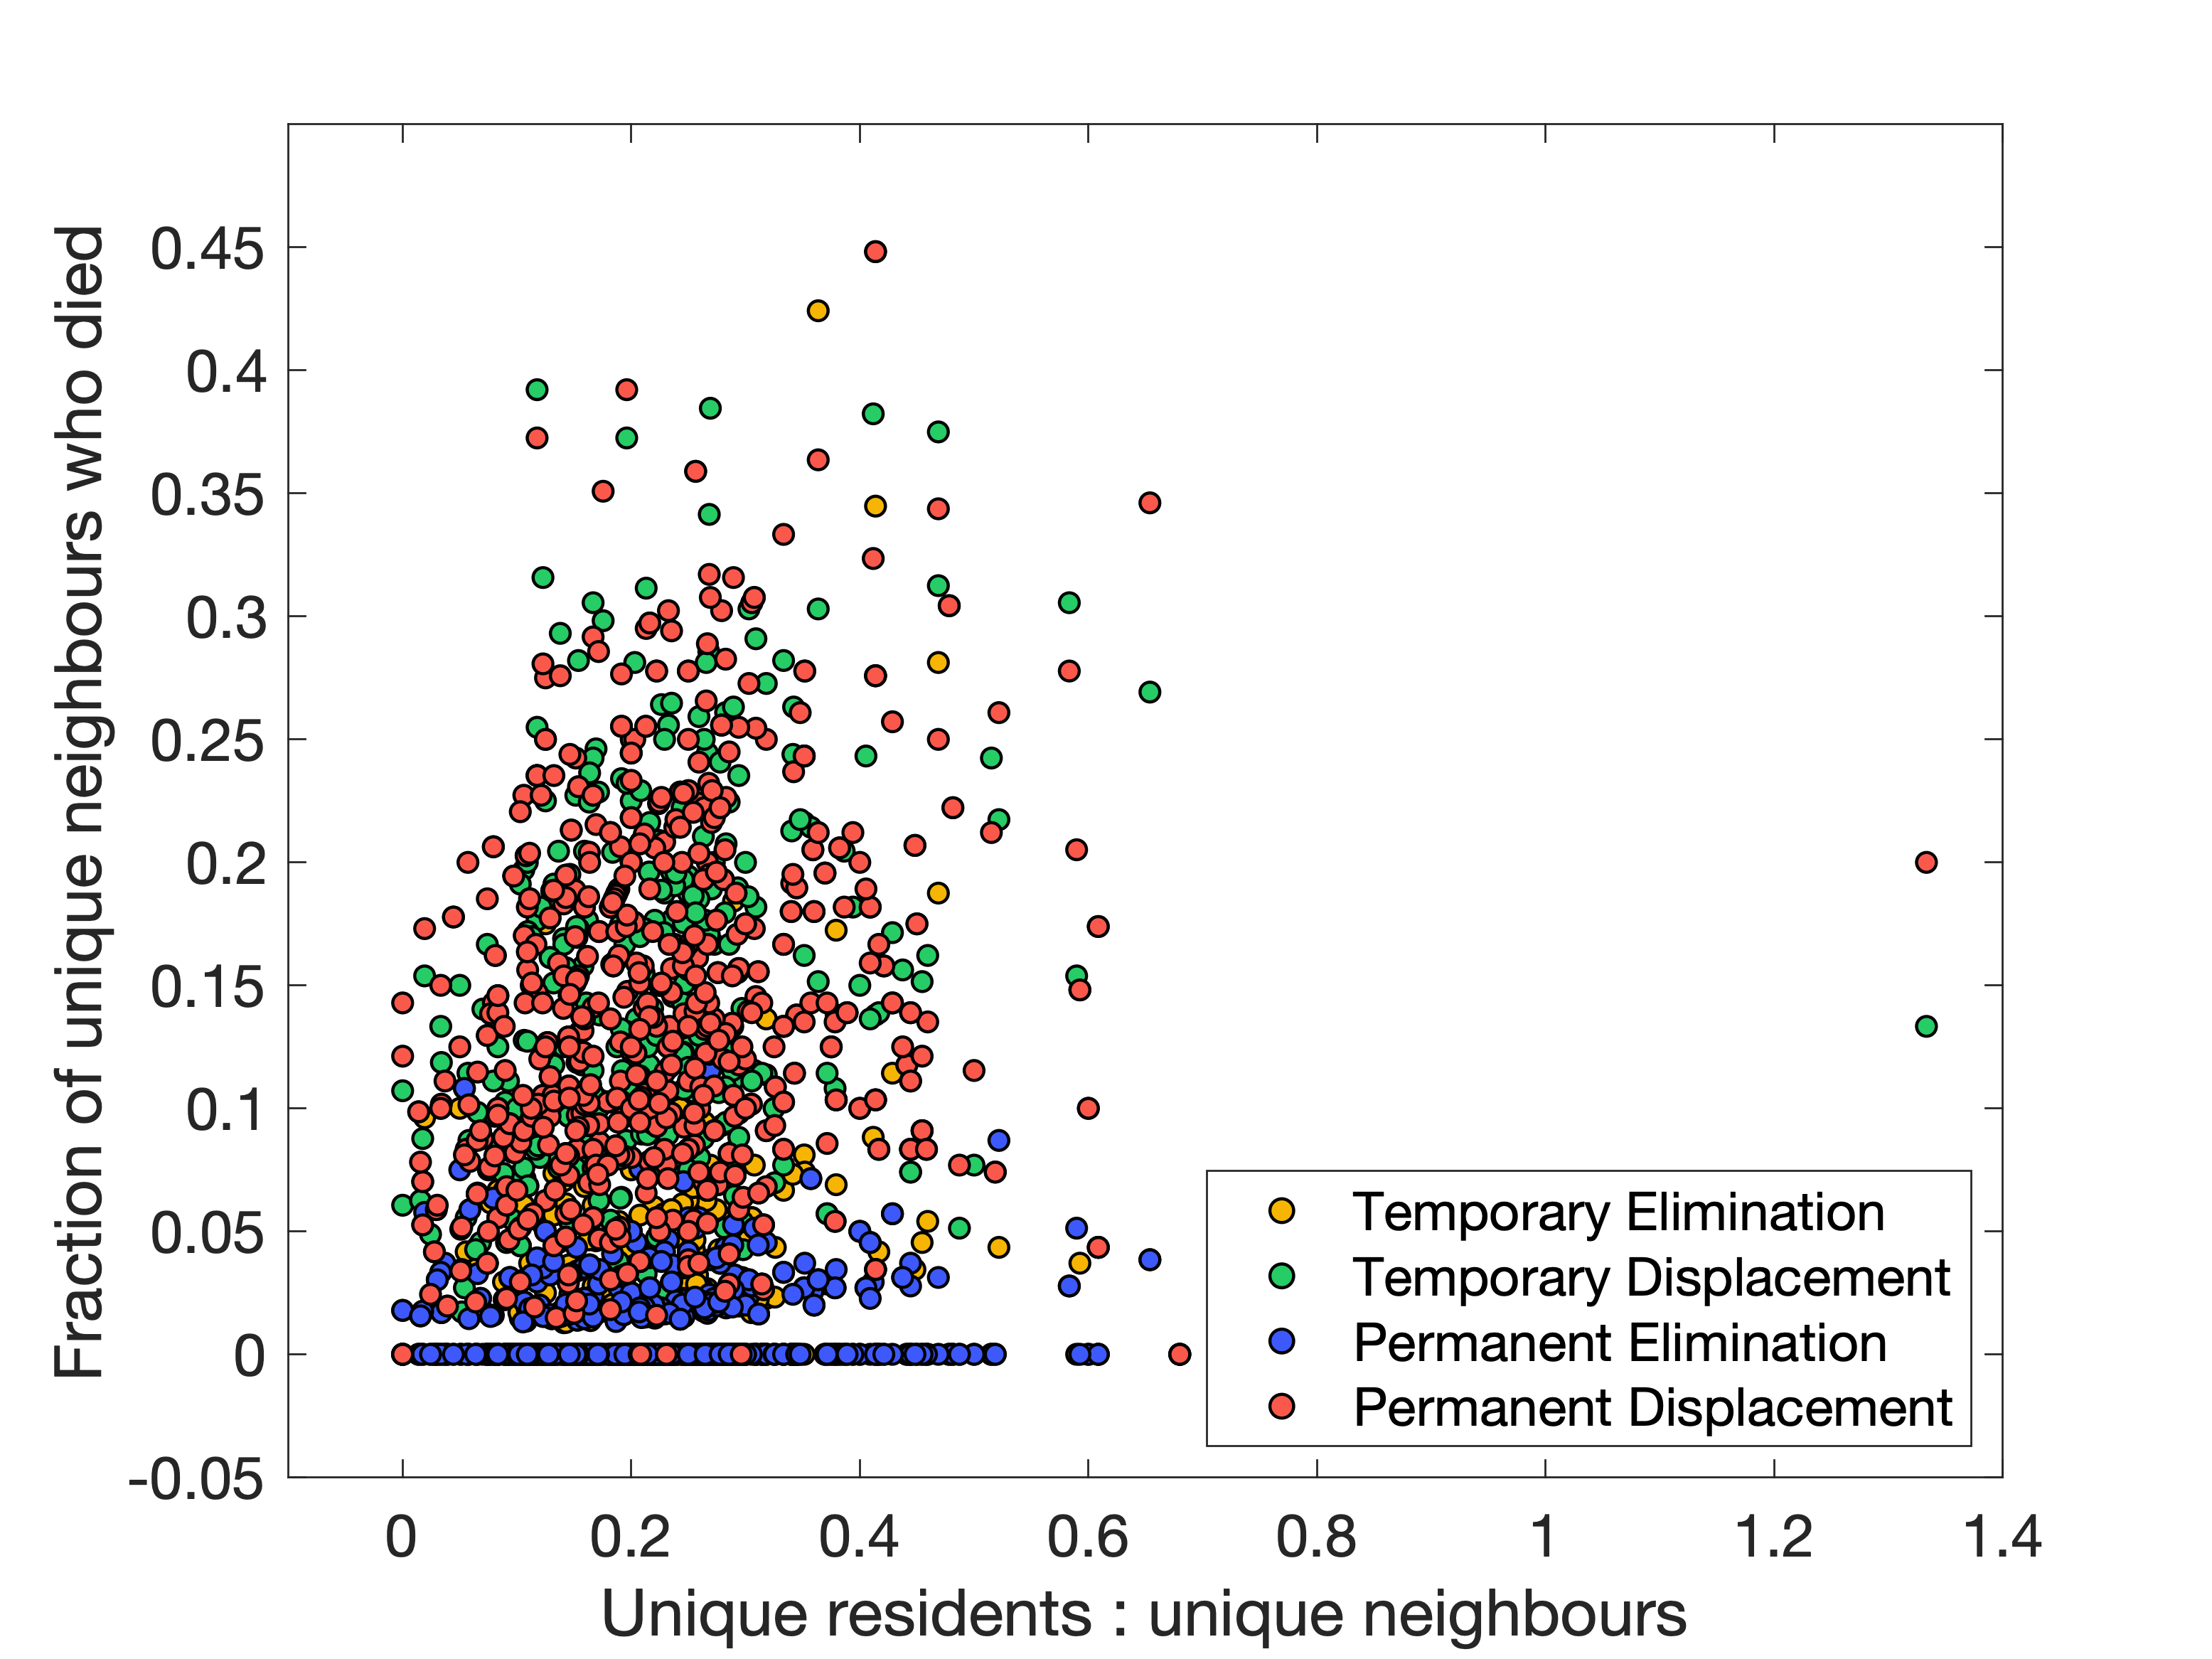 Fraction of unique neighbours who died
0.45
0.4
0.35
0.3
0.25
0.2
0.15
0.1
0.05
0
-0.05
Temporary Elimination
Temporary Displacement
Permanent Elimination
Permanent Displacement
0 0.2 0.4 0.6 0.8 1 1.2 1.4
Unique residents : unique neighbours